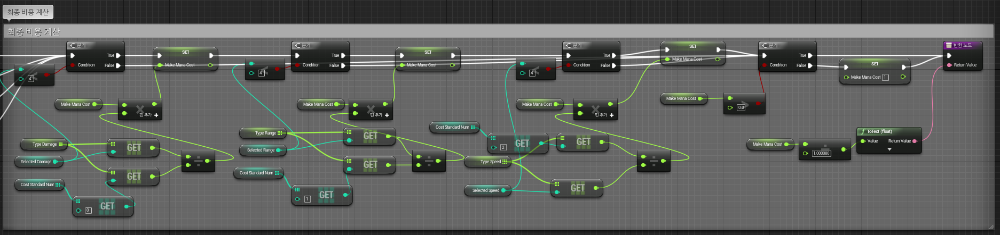 최종 비용 계산
최종 비용 계산
분기
True
Condition
False
SET
Make Mana Cost
4
Make Mana Cost
핀 추가
Type Damage
GET
Selected Damage
GET
Cost Standard Num
GET
0
분기
True
Condition
False
SET
Make Mana Cost
4
Make Mana Cost
핀 추가
Type Range
GET
Selected Range
GET
Cost Standard Num
GET
1
분기
True
Condition
False
SET
Make Mana Cost
4
Make Mana Cost
핀 추가
Cost Standard Num
GET
2
GET
Type Speed
GET
Selected Speed
분기
True
Condition
False
SET
Make Mana Cost 1
Make Mana Cost
0.0
반환 노드
Return Value
ToText (float)
Value
Return Value
Make Mana Cost
1.000000